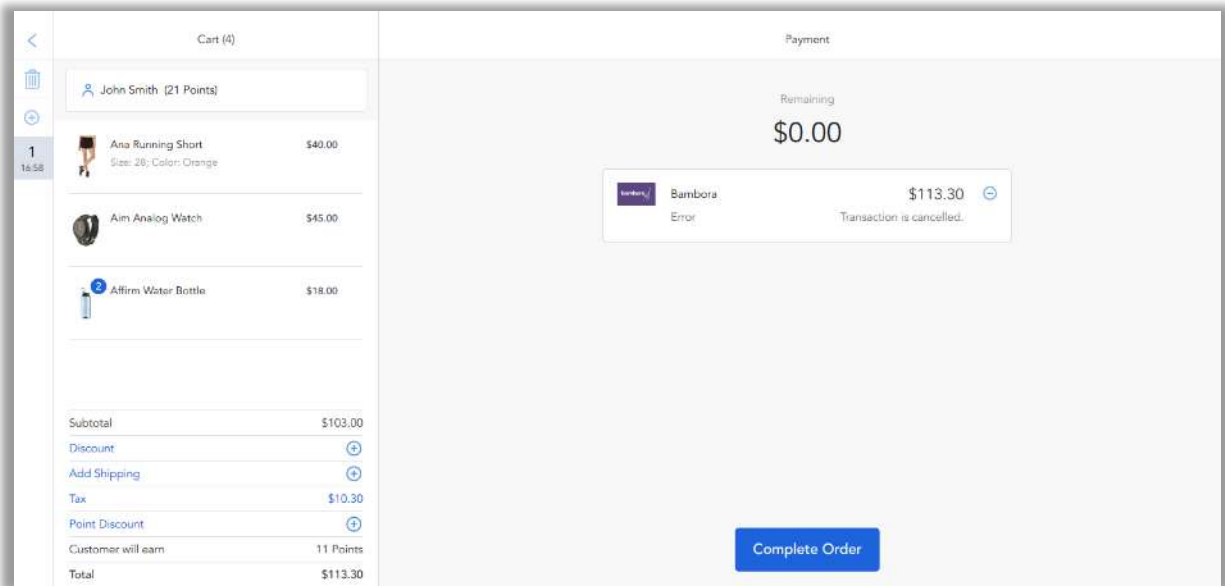 Cart (4)
Payment
John Smith (21 Points)
1
16:58
Ana Running Short $40.00
Size: 28; Color: Orange
Aim Analog Watch $45.00
2 Affirm Water Bottle $18.00
Subtotal $103.00
Discount
Add Shipping
Tax $10.30
Point Discount
Customer will earn 11 Points
Total $113.30
Remaining
$0.00
bambora
Bambora $113.30
Error Transaction is cancelled.
Complete Order